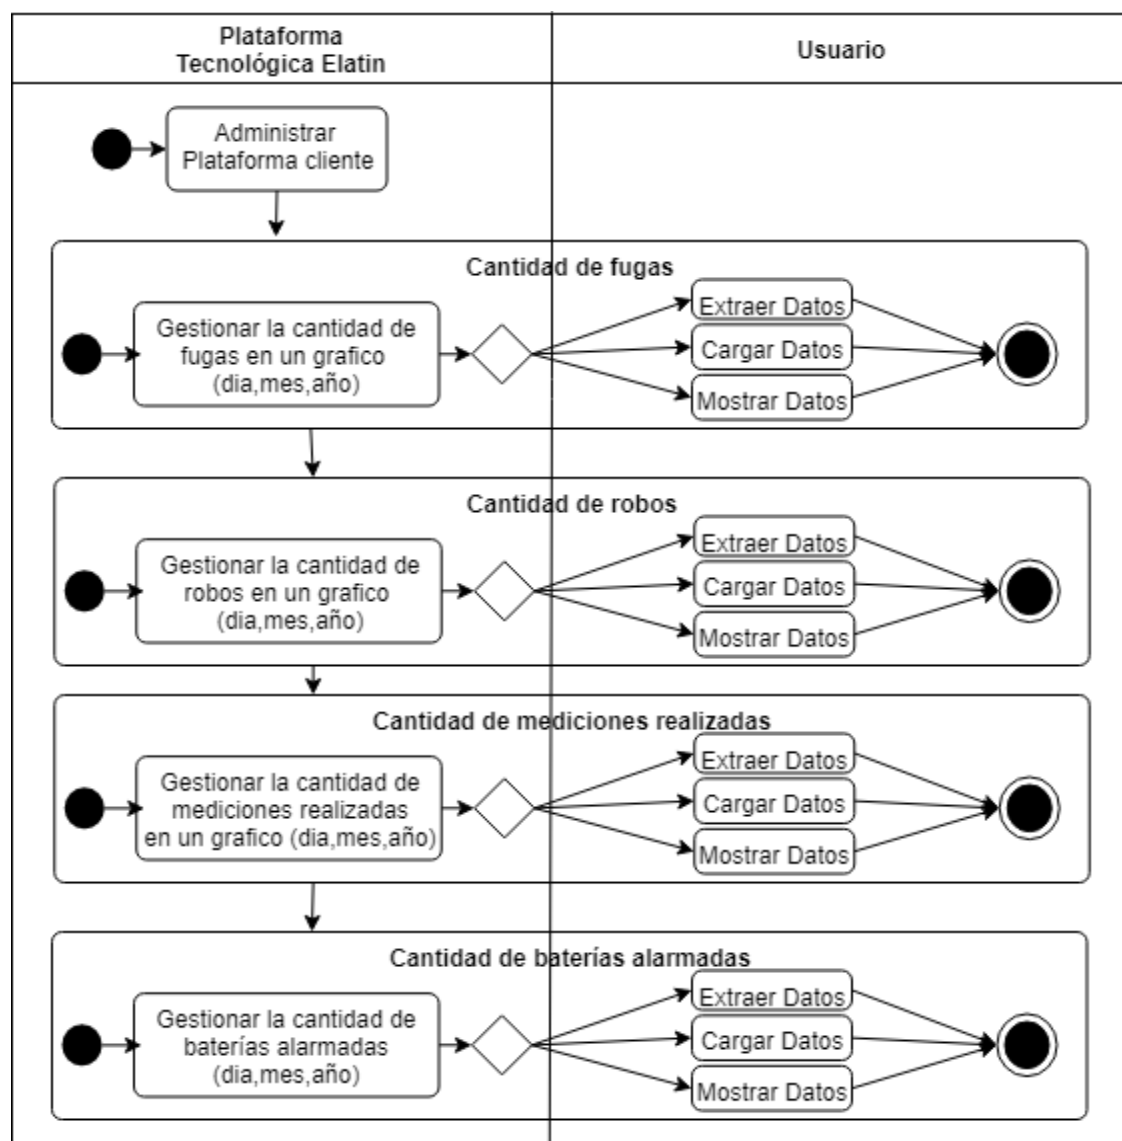 Plataforma
Tecnológica Elatin
Usuario
Administrar
Plataforma cliente
Cantidad de fugas
Gestionar la cantidad de
fugas en un grafico
(dia,mes,año)
Extraer Datos
Cargar Datos
Mostrar Datos
Cantidad de robos
Gestionar la cantidad de
robos en un grafico
(dia,mes,año)
Extraer Datos
Cargar Datos
Mostrar Datos
Cantidad de mediciones realizadas
Gestionar la cantidad de
mediciones realizadas
en un grafico (dia,mes,año)
Extraer Datos
Cargar Datos
Mostrar Datos
Cantidad de baterías alarmadas
Gestionar la cantidad de
baterías alarmadas
(dia,mes,año)
Extraer Datos
Cargar Datos
Mostrar Datos